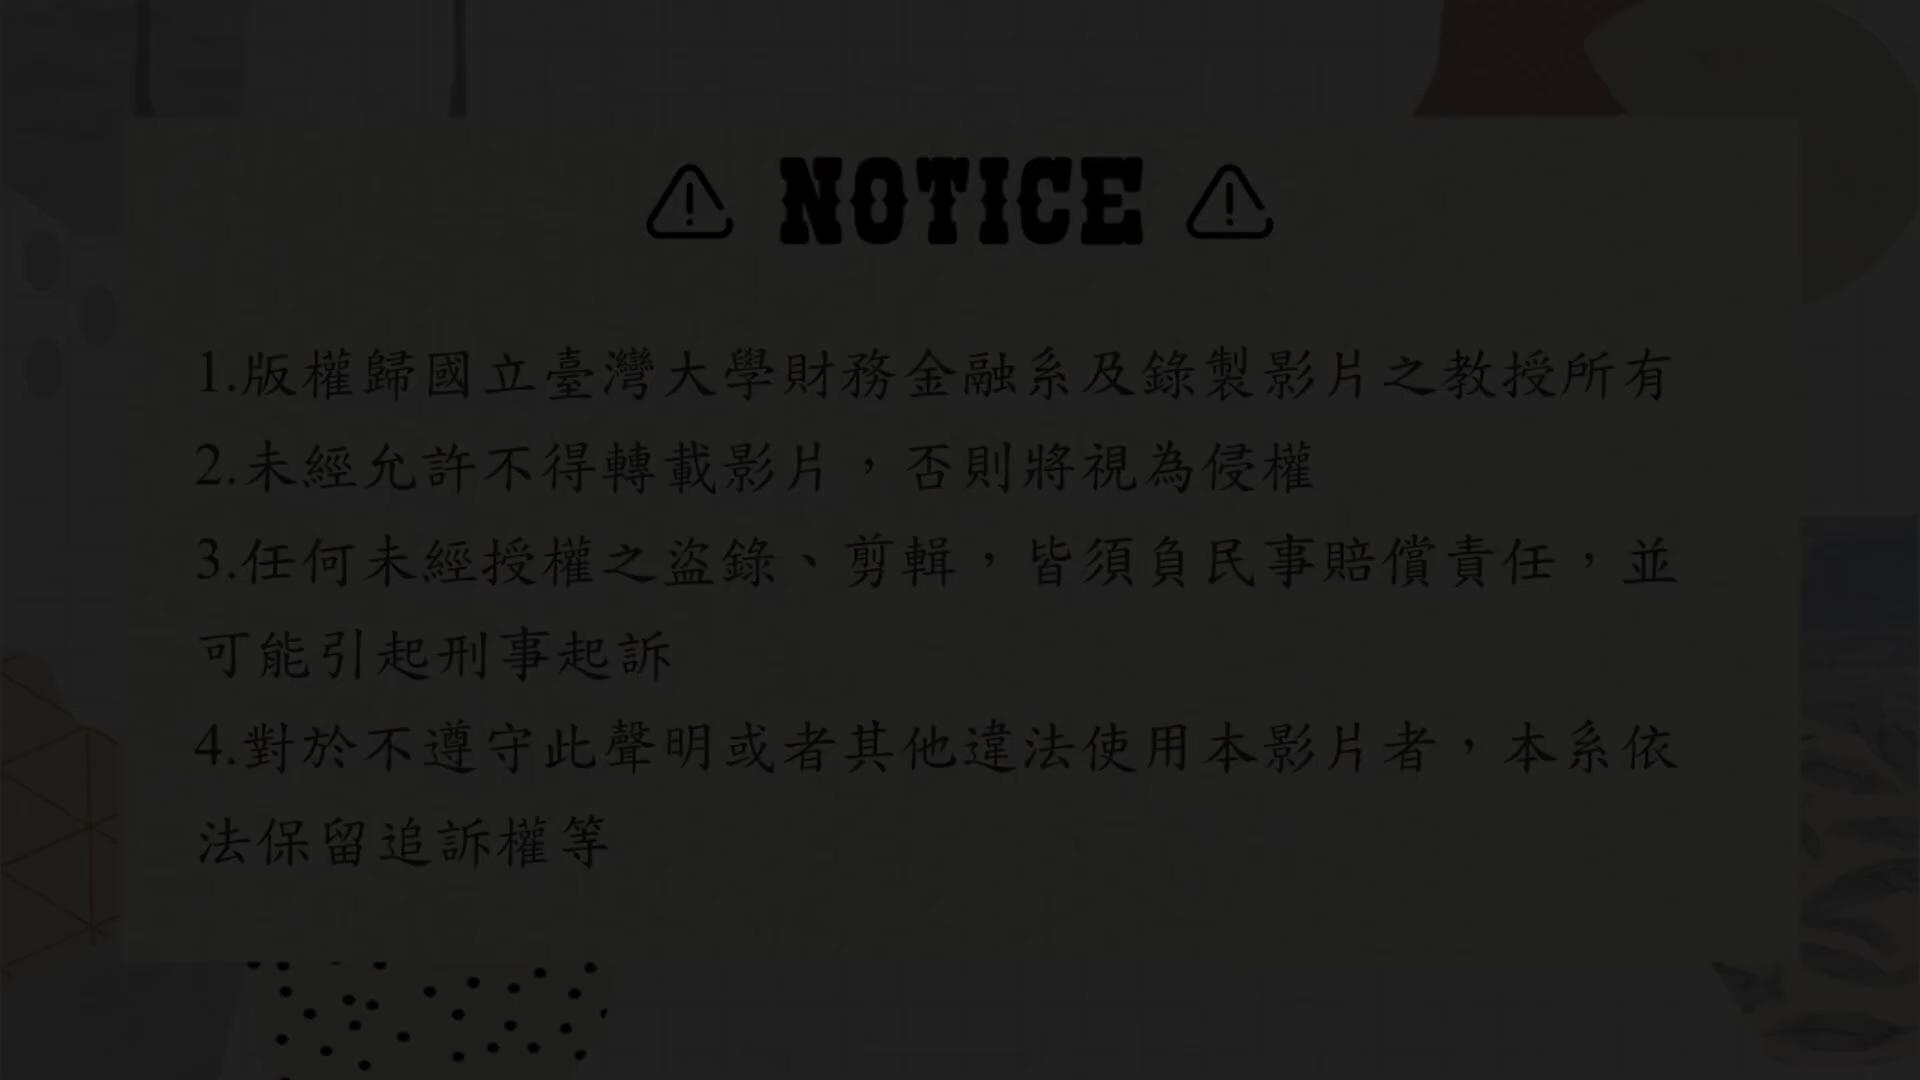 NOTICE
1.版權歸國立臺灣大學財務金融系及錄製影片之教授所有
2.未經允許不得轉載影片，否則將視為侵權
3.任何未經授權之盜錄、剪輯，皆須負民事賠償責任，並
可能引起刑事起訴
4.對於不遵守此聲明或者其他違法使用本影片者，本系依
法保留追訴權等